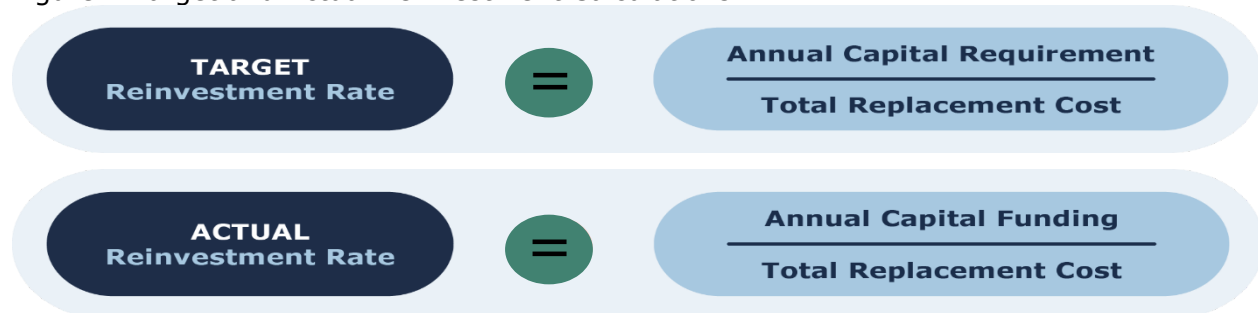 TARGET
Reinvestment Rate
=
Annual Capital Requirement
Total Replacement Cost
ACTUAL
Reinvestment Rate
=
Annual Capital Funding
Total Replacement Cost